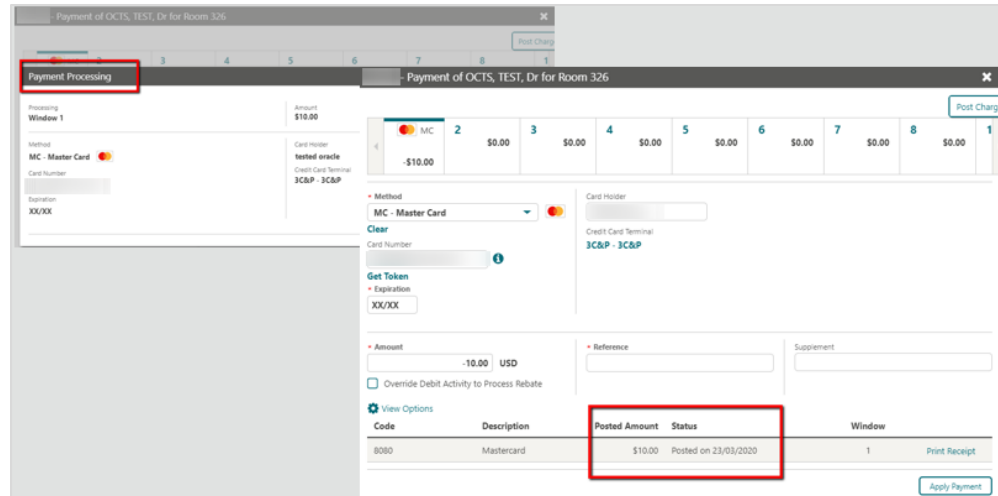 - Payment of OCTS, TEST, Dr for Room 326
Post Charg
2 3 4 5 6 7 8 1
Payment Processing
Processing
Window 1
Amount
$10.00
Method
MC - Master Card
Card Holder
tested oracle
Card Number
Credit Card Terminal
3C&P - 3C&P
Expiration
XX/XX
- Payment of OCTS, TEST, Dr for Room 326
Post Charg
MC 2 3 4 5 6 7 8 1
$0.00 $0.00 $0.00 $0.00 $0.00 $0.00 $0.00
-$10.00
* Method
MC - Master Card
Clear
Card Number
Get Token
* Expiration
XX/XX
Card Holder
Credit Card Terminal
3C&P - 3C&P
* Amount
-10.00 USD
* Reference
Supplement
Override Debit Activity to Process Rebate
View Options
Code Description Posted Amount Status Window
8080 Mastercard $10.00 Posted on 23/03/2020 1 Print Receipt
Apply Payment